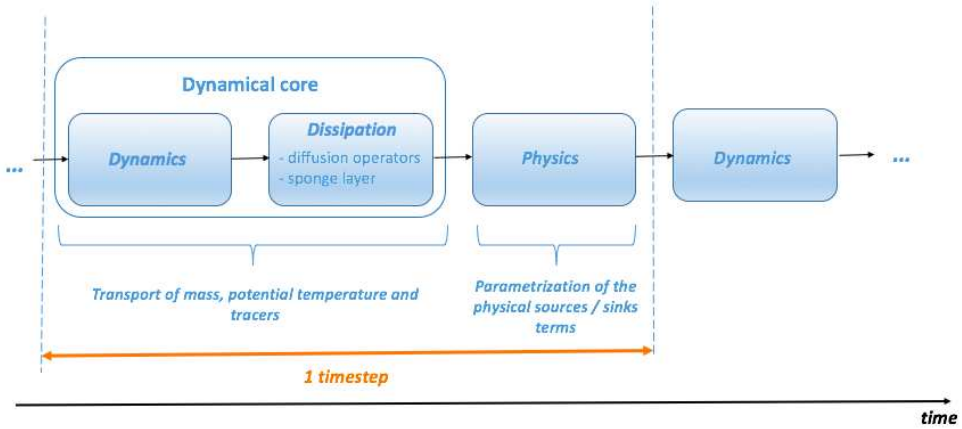 Dynamical core
...
Dynamics
Dissipation
- diffusion operators
- sponge layer
Physics
Dynamics
...
Transport of mass, potential temperature and
tracers
Parametrization of the
physical sources / sinks
terms
1 timestep
time